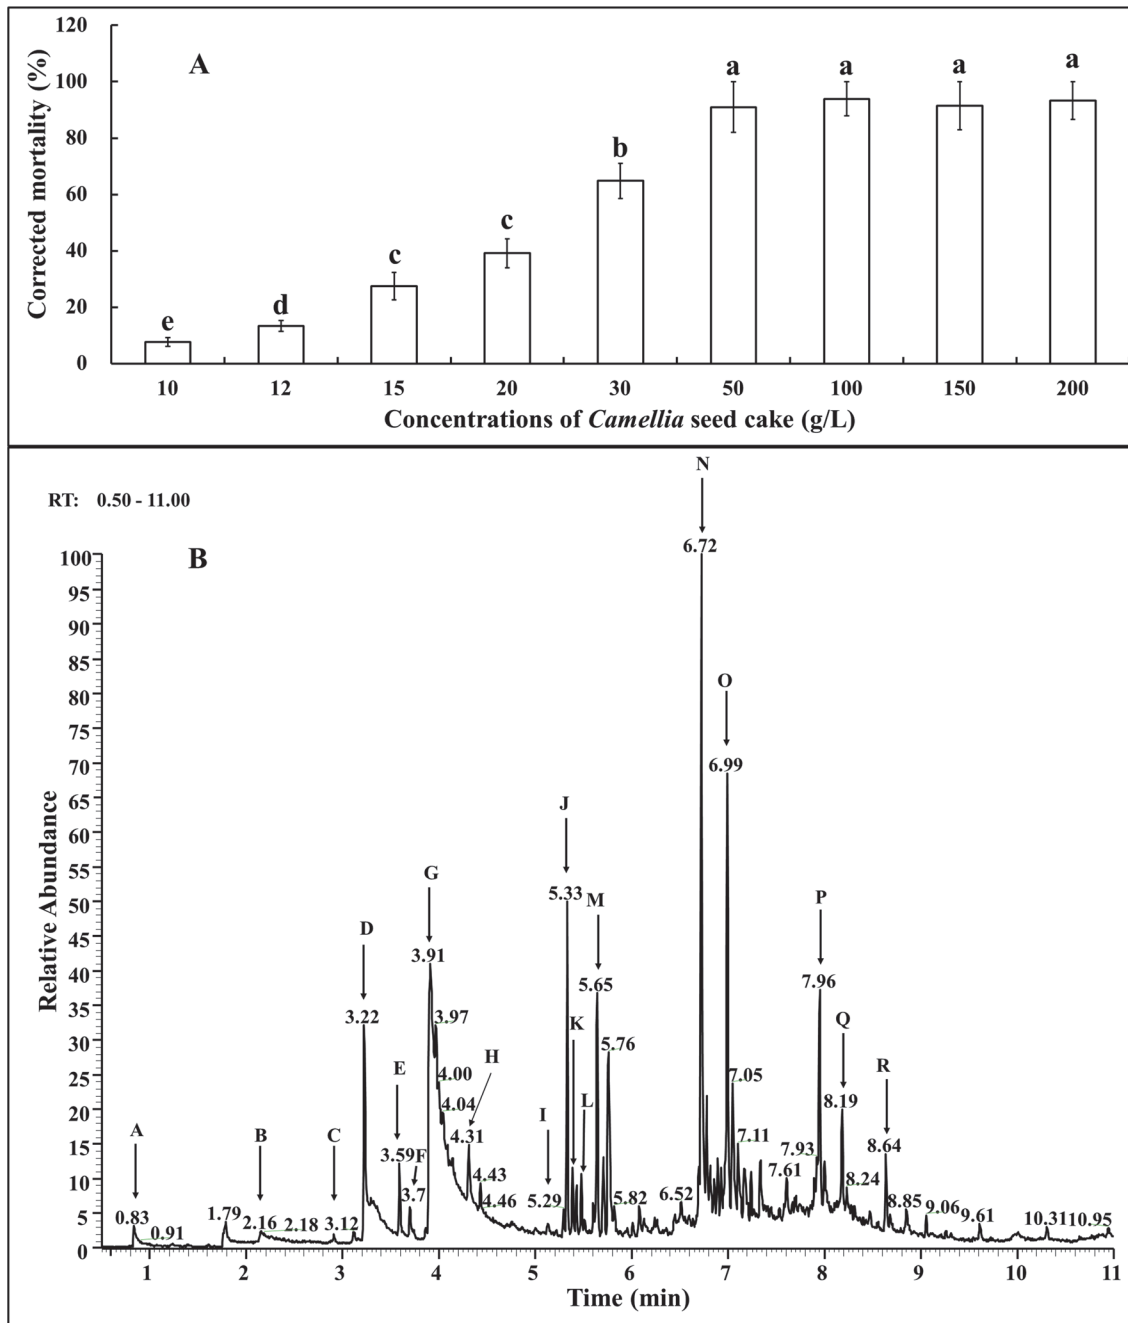 120
100
80
60
40
20
0
Corrected mortality (%)
A
e
d
c
c
b
a
a
a
a
10 12 15 20 30 50 100 150 200
Concentrations of Camellia seed cake (g/L)
RT: 0.50 - 11.00
B
100
95
90
85
80
75
70
65
60
55
50
45
40
35
30
25
20
15
10
5
0
Relative Abundance
A
0.83
0.91
1.79
B
2.16
2.18
C
3.12
D
3.22
E
3.59
F
3.7
G
3.91
3.97
4.00
4.04
H
4.31
4.43
4.46
I
5.29
J
5.33
K
L
M
5.65
5.76
5.82
6.52
N
6.72
O
6.99
7.05
7.11
7.61
7.93
P
7.96
Q
8.19
8.24
R
8.64
8.85
9.06
9.61
10.31
10.95
1 2 3 4 5 6 7 8 9 10 11
Time (min)